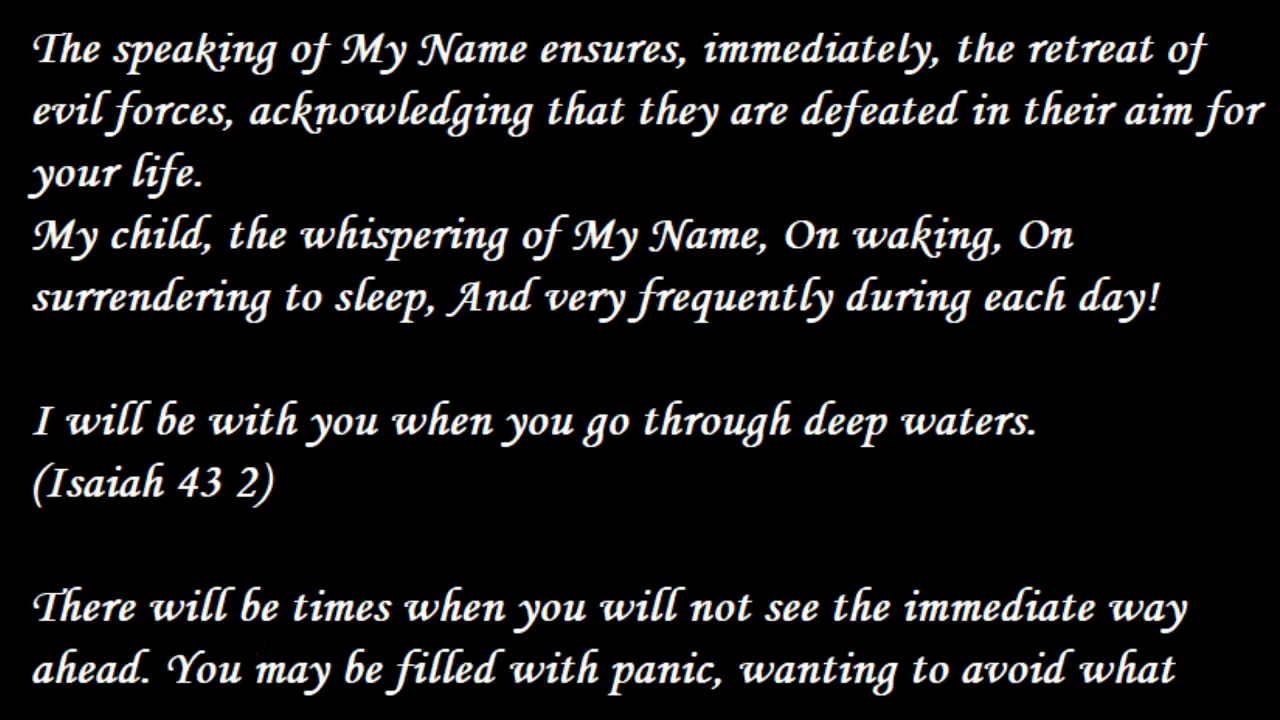 The speaking of My Name ensures, immediately, the retreat of
evil forces, acknowledging that they are defeated in their aim for
your life.
My child, the whispering of My Name, On waking, On
surrendering to sleep, And very frequently during each day!
I will be with you when you go through deep waters.
(Isaiah 43 2)
There will be times when you will not see the immediate way
ahead. You may be filled with panic, wanting to avoid what